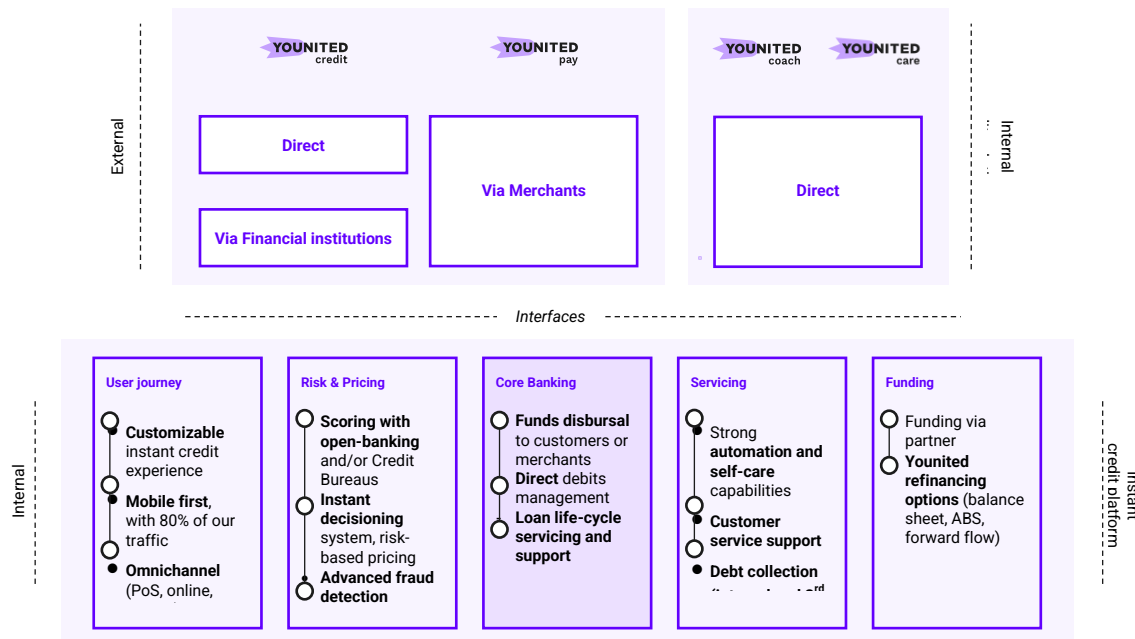 YOUNITED
credit
YOUNITED
pay
YOUNITED
coach
YOUNITED
care
External
Direct
Via Financial institutions
Via Merchants
Direct
Internal
Interfaces
Internal
User journey
Customizable
instant credit
experience
Mobile first,
with 80% of our
traffic
Omnichannel
(PoS, online,
Risk & Pricing
Scoring with
open-banking
and/or Credit
Bureaus
Instant
decisioning
system, risk-
based pricing
Advanced fraud
detection
Core Banking
Funds disbursal
to customers or
merchants
Direct debits
management
Loan life-cycle
servicing and
support
Servicing
Strong
automation and
self-care
capabilities
Customer
service support
Debt collection
Funding
Funding via
partner
Younited
refinancing
options (balance
sheet, ABS,
forward flow)
Instant
credit platform